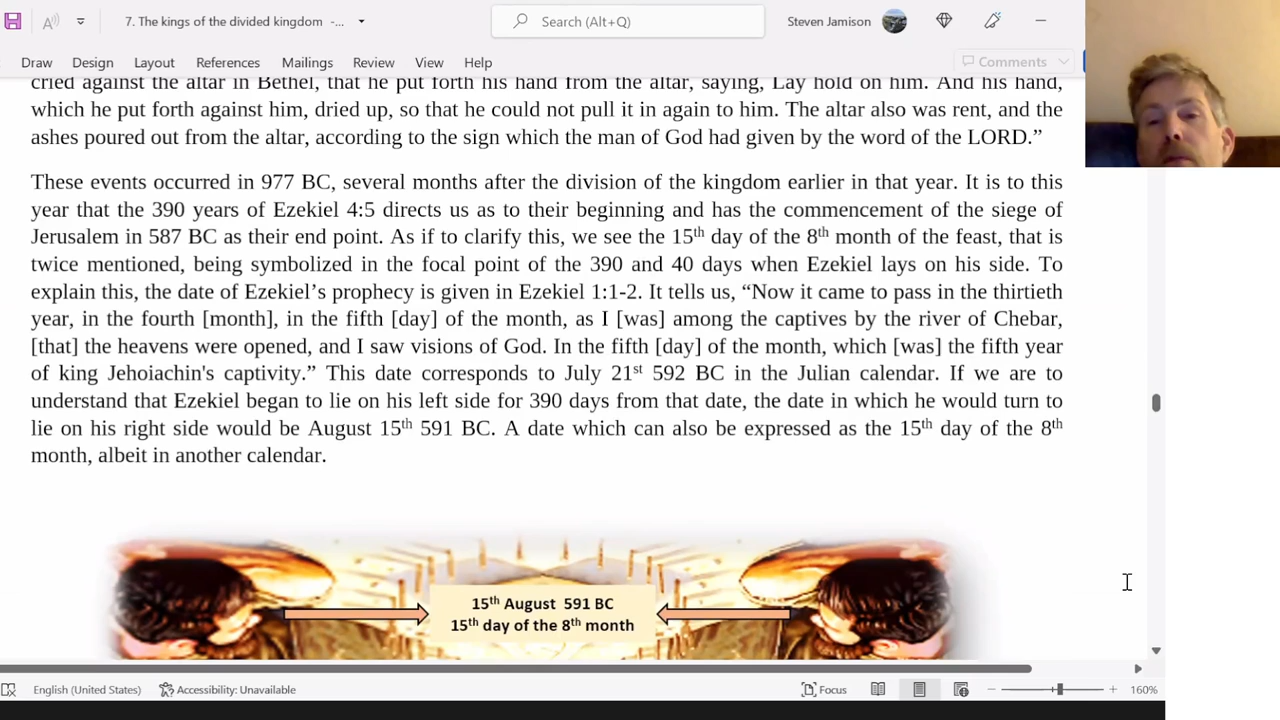 7. The kings of the divided kingdom -...
Search (Alt+Q)
Steven Jamison
Draw Design Layout References Mailings Review View Help
Comments
cried against the altar in Bethel, that he put forth his hand from the altar, saying, Lay hold on him. And his hand,
which he put forth against him, dried up, so that he could not pull it in again to him. The altar also was rent, and the
ashes poured out from the altar, according to the sign which the man of God had given by the word of the LORD.”
These events occurred in 977 BC, several months after the division of the kingdom earlier in that year. It is to this
year that the 390 years of Ezekiel 4:5 directs us as to their beginning and has the commencement of the siege of
Jerusalem in 587 BC as their end point. As if to clarify this, we see the 15th day of the 8th month of the feast, that is
twice mentioned, being symbolized in the focal point of the 390 and 40 days when Ezekiel lays on his side. To
explain this, the date of Ezekiel’s prophecy is given in Ezekiel 1:1-2. It tells us, “Now it came to pass in the thirtieth
year, in the fourth [month], in the fifth [day] of the month, as I [was] among the captives by the river of Chebar,
[that] the heavens were opened, and I saw visions of God. In the fifth [day] of the month, which [was] the fifth year
of king Jehoiachin's captivity.” This date corresponds to July 21st 592 BC in the Julian calendar. If we are to
understand that Ezekiel began to lie on his left side for 390 days from that date, the date in which he would turn to
lie on his right side would be August 15th 591 BC. A date which can also be expressed as the 15th day of the 8th
month, albeit in another calendar.
15th August 591 BC
15th day of the 8th month
English (United States)
Accessibility: Unavailable
Focus
160%